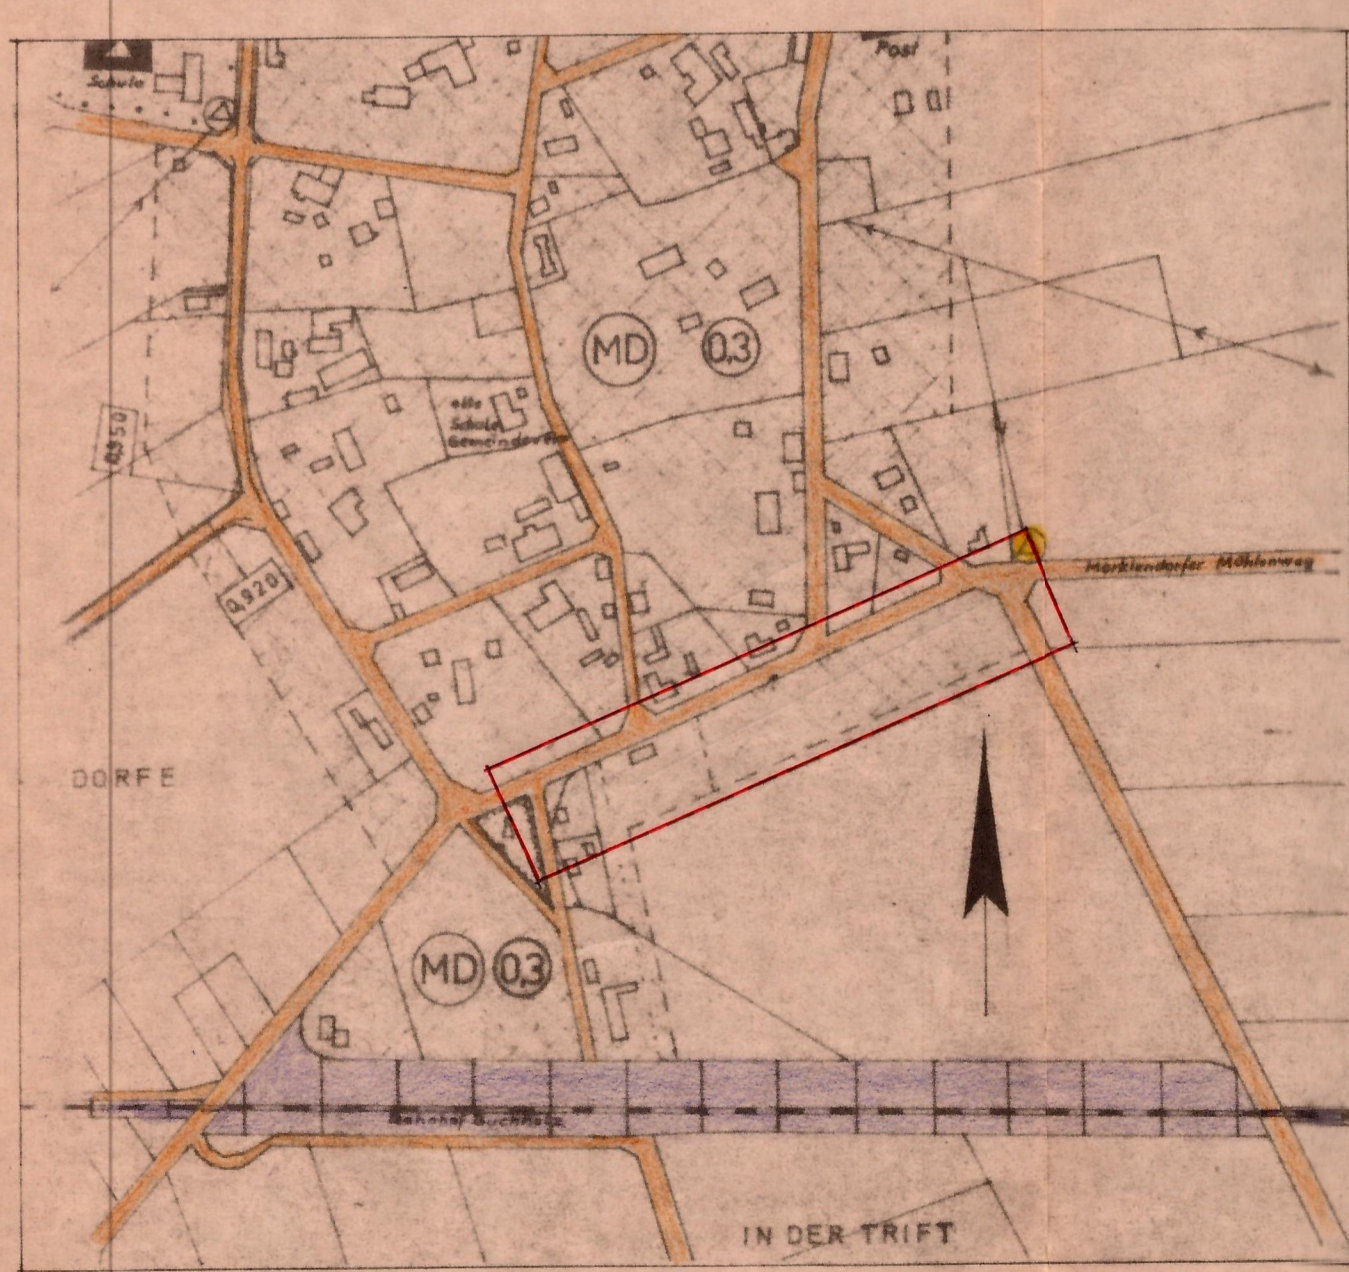 Schule
Post
MD
0.3
alte
Schule
0,950
0,920
Marklendorfer Mühlenweg
DORFE
MD
0.3
Bahnhof Buchholz
IN DER TRIFT